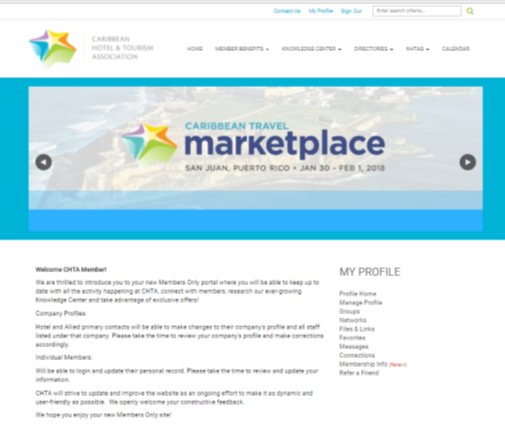 Contact Us My Profile Sign Out Enter search criteria...
CARIBBEAN
HOTEL & TOURISM
ASSOCIATION
HOME MEMBER BENEFITS KNOWLEDGE CENTER DIRECTORIES NHTAS CALENDAR
CARIBBEAN TRAVEL
marketplace
SAN JUAN, PUERTO RICO • JAN 30 - FEB 1, 2018
Welcome CHTA Member!
We are thrilled to introduce you to your new Members Only portal where you will be able to keep up to
date with all the activity happening at CHTA, connect with members, research our ever-growing
Knowledge Center and take advantage of exclusive offers!
Company Profiles:
Hotel and Allied primary contacts will be able to make changes to their company's profile and all staff
listed under that company. Please take the time to review your company's profile and make corrections
accordingly.
Individual Members:
Will be able to login and update their personal record. Please take the time to review and update your
information.
CHTA will strive to update and improve the website as an ongoing effort to make it as dynamic and
user-friendly as possible. We openly welcome your constructive feedback.
We hope you enjoy your new Members Only site!
MY PROFILE
Profile Home
Manage Profile
Groups
Networks
Files & Links
Favorites
Messages
Connections
Membership Info (Renew)
Refer a Friend